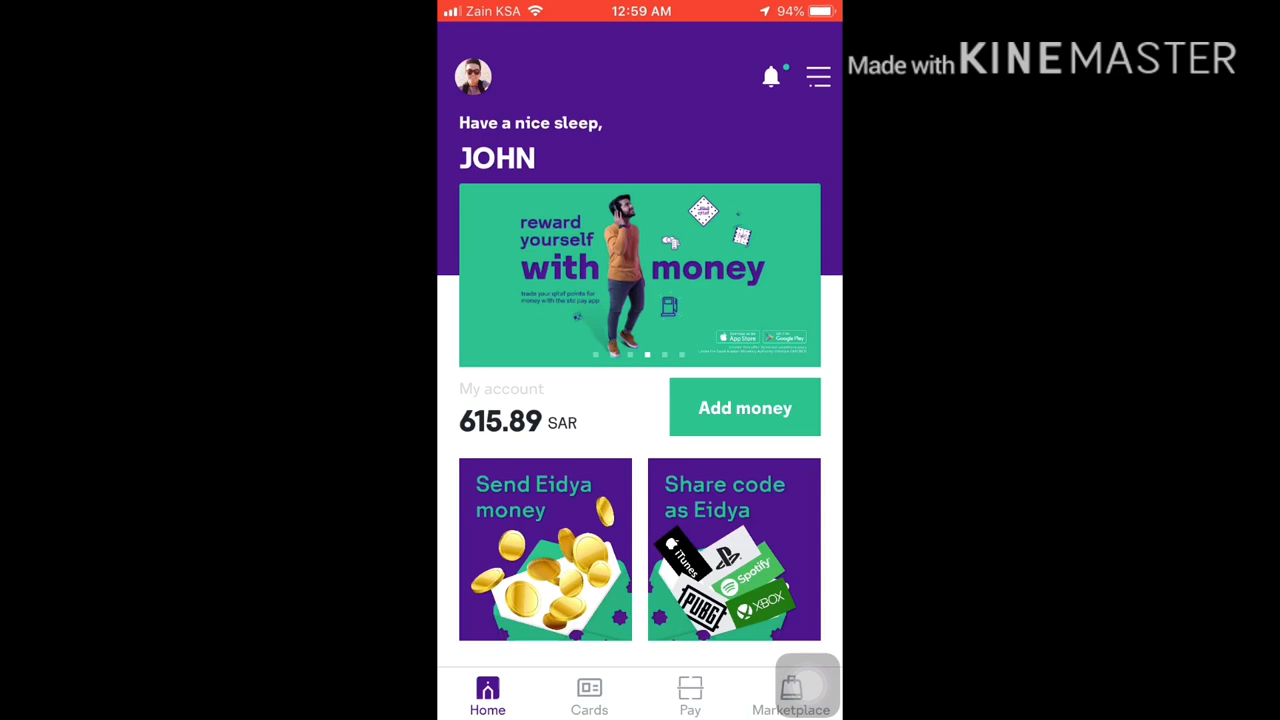 Zain KSA
12:59 AM
94%
Made with KINEMASTER
Have a nice sleep,
JOHN
reward
yourself
with money
trade your qitaf points for
money with the stc pay app
App Store
Google Play
My account
615.89 SAR
Add money
Send Eidya
money
Share code
as Eidya
iTunes
Spotify
PUBG
XBOX
Home
Cards
Pay
Marketplace